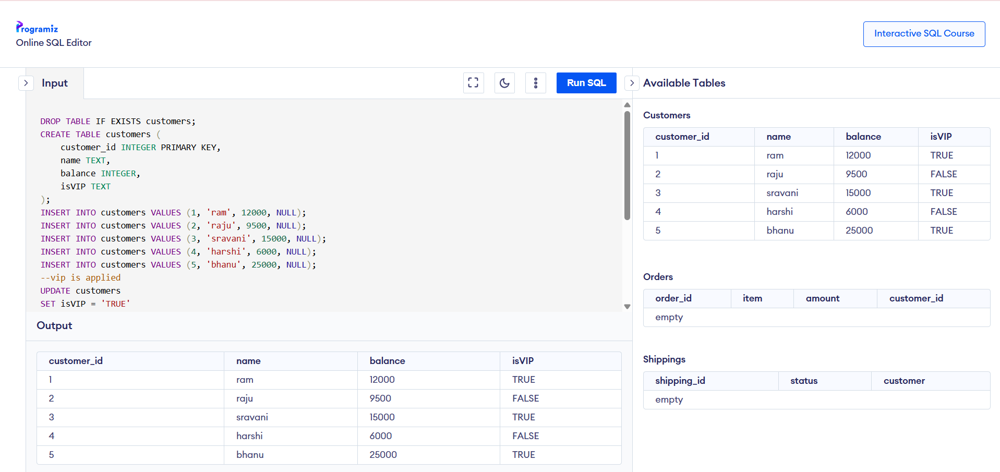 Programiz
Online SQL Editor
Interactive SQL Course
Input
Run SQL
DROP TABLE IF EXISTS customers;
CREATE TABLE customers (
    customer_id INTEGER PRIMARY KEY,
    name TEXT,
    balance INTEGER,
    isVIP TEXT
);
INSERT INTO customers VALUES (1, 'ram', 12000, NULL);
INSERT INTO customers VALUES (2, 'raju', 9500, NULL);
INSERT INTO customers VALUES (3, 'sravani', 15000, NULL);
INSERT INTO customers VALUES (4, 'harshi', 6000, NULL);
INSERT INTO customers VALUES (5, 'bhanu', 25000, NULL);
--vip is applied
UPDATE customers
SET isVIP = 'TRUE'
Output
customer_id name balance isVIP
1 ram 12000 TRUE
2 raju 9500 FALSE
3 sravani 15000 TRUE
4 harshi 6000 FALSE
5 bhanu 25000 TRUE
Available Tables
Customers
customer_id name balance isVIP
1 ram 12000 TRUE
2 raju 9500 FALSE
3 sravani 15000 TRUE
4 harshi 6000 FALSE
5 bhanu 25000 TRUE
Orders
order_id item amount customer_id
empty
Shippings
shipping_id status customer
empty